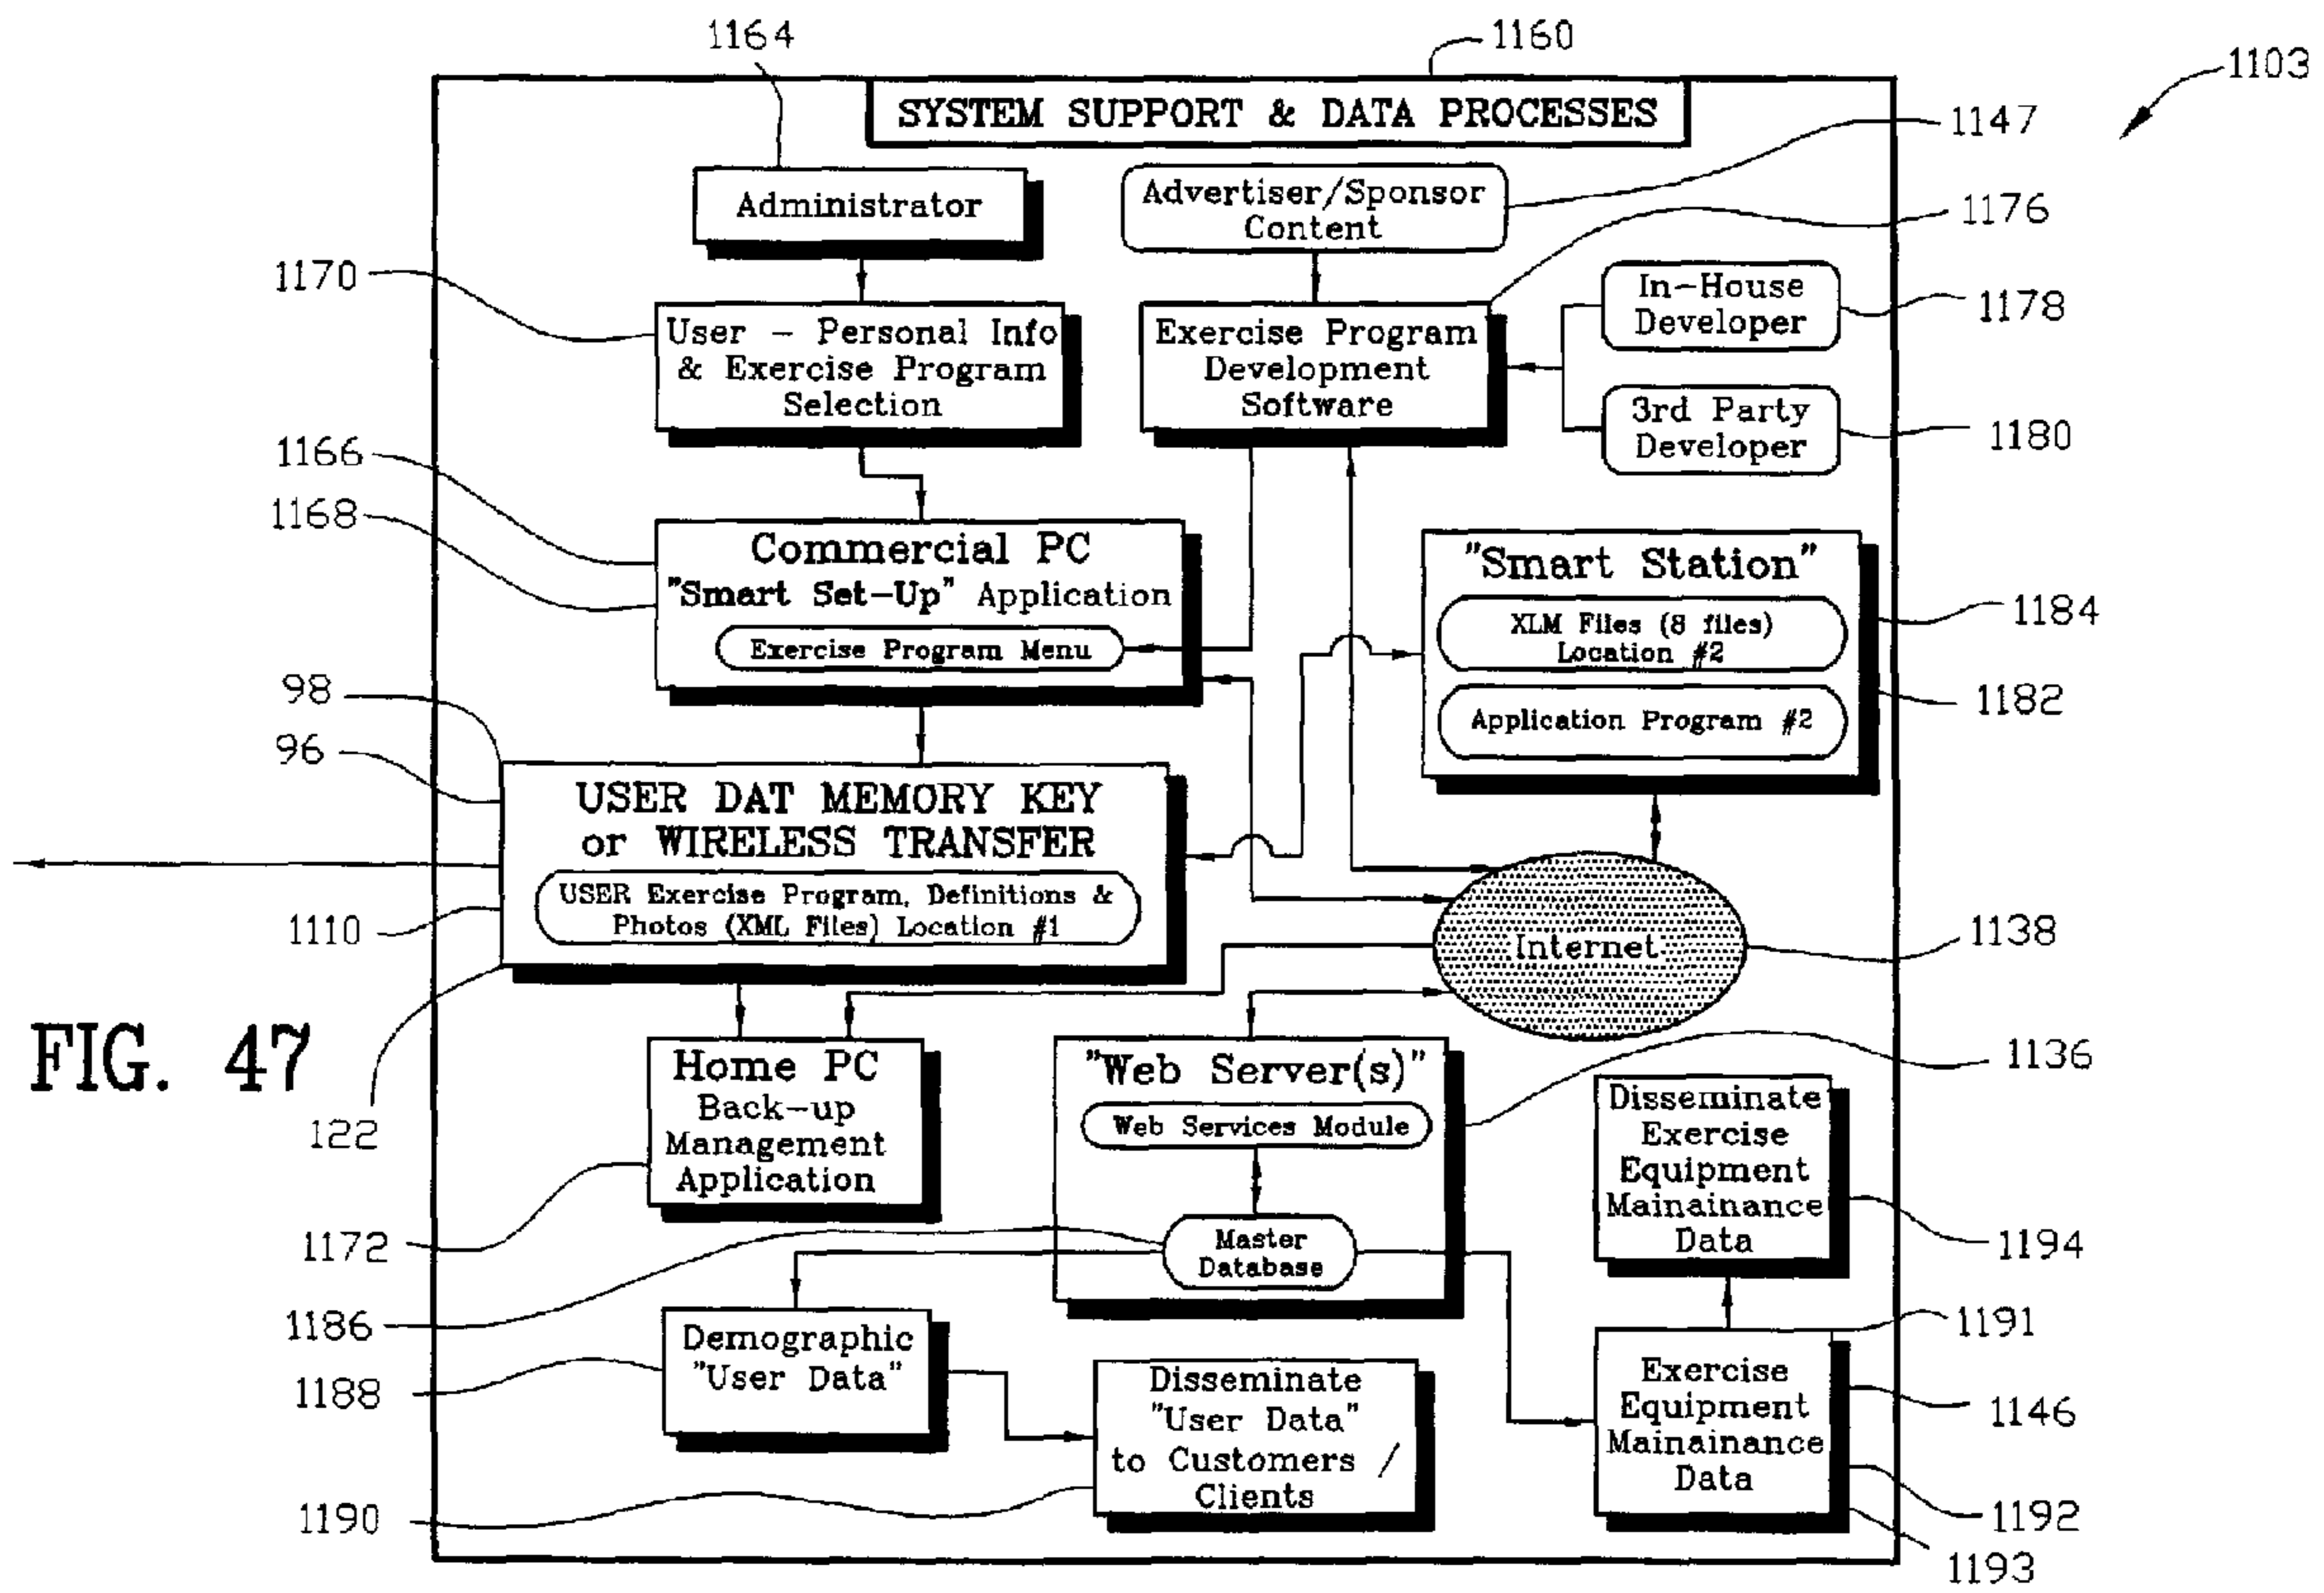 1164
1160
1103
SYSTEM SUPPORT & DATA PROCESSES
1147
Administrator
Advertiser/Sponsor
Content
1176
1170
User - Personal Info
& Exercise Program
Selection
Exercise Program
Development
Software
In-House
Developer
1178
3rd Party
Developer
1180
1166
1168
Commercial PC
"Smart Set-Up" Application
Exercise Program Menu
"Smart Station"
XLM Files (8 files)
Location #2
Application Program #2
1184
1182
98
96
USER DAT MEMORY KEY
or WIRELESS TRANSFER
USER Exercise Program, Definitions &
Photos (XML Files) Location #1
1110
Internet
1138
FIG. 47
122
Home PC
Back-up
Management
Application
1172
"Web Server(s)"
Web Services Module
Master
Database
1136
Disseminate
Exercise
Equipment
Mainainance
Data
1194
1186
1188
Demographic
"User Data"
Disseminate
"User Data"
to Customers /
Clients
1190
1191
Exercise
Equipment
Mainainance
Data
1146
1192
1193